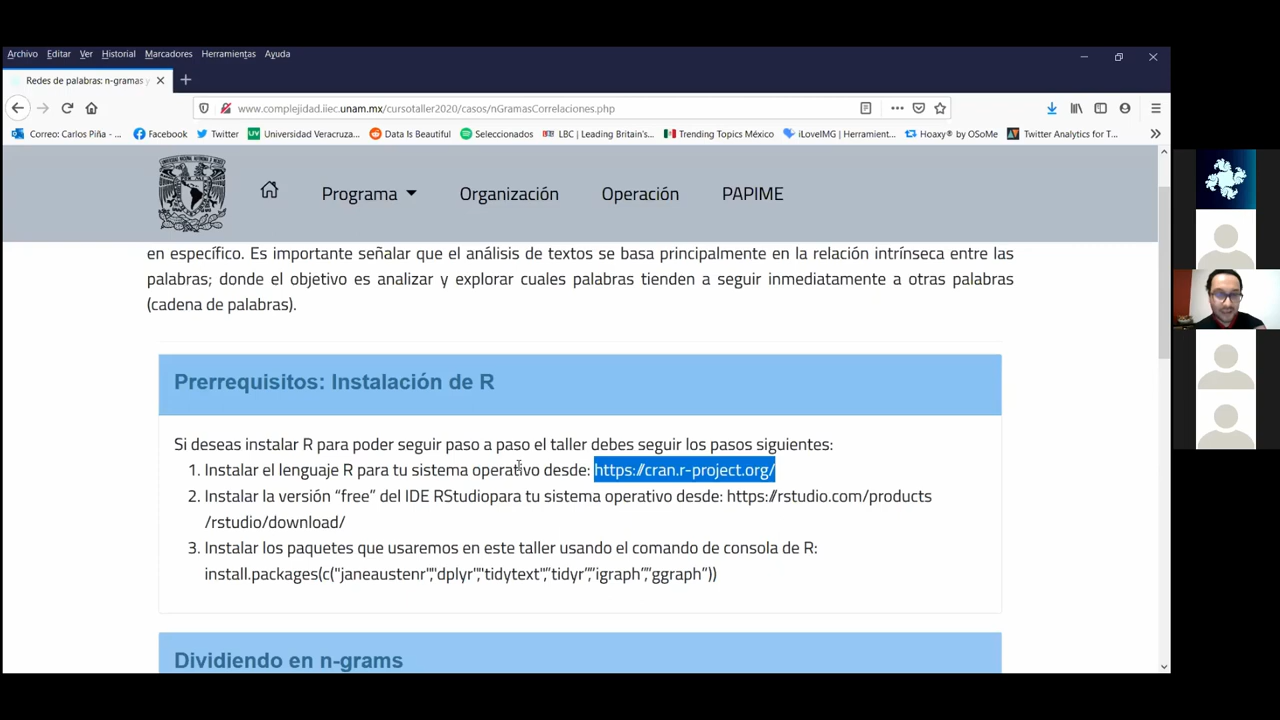 Archivo Editar Ver Historial Marcadores Herramientas Ayuda
Redes de palabras: n-gramas y
www.complejidad.iiec.unam.mx/cursotaller2020/casos/nGramasCorrelaciones.php
Correo: Carlos Piña - ... Facebook Twitter Universidad Veracruza... Data Is Beautiful Seleccionados LBC | Leading Britain's... Trending Topics México iLoveIMG | Herramient... Hoaxy® by OSoMe Twitter Analytics for T...
Programa Organización Operación PAPIME
en específico. Es importante señalar que el análisis de textos se basa principalmente en la relación intrínseca entre las
palabras; donde el objetivo es analizar y explorar cuales palabras tienden a seguir inmediatamente a otras palabras
(cadena de palabras).
Prerrequisitos: Instalación de R
Si deseas instalar R para poder seguir paso a paso el taller debes seguir los pasos siguientes:
1. Instalar el lenguaje R para tu sistema operativo desde: https://cran.r-project.org/
2. Instalar la versión “free” del IDE RStudiopara tu sistema operativo desde: https://rstudio.com/products
/rstudio/download/
3. Instalar los paquetes que usaremos en este taller usando el comando de consola de R:
install.packages(c("janeaustenr","dplyr","tidytext","tidyr","igraph","ggraph"))
Dividiendo en n-grams